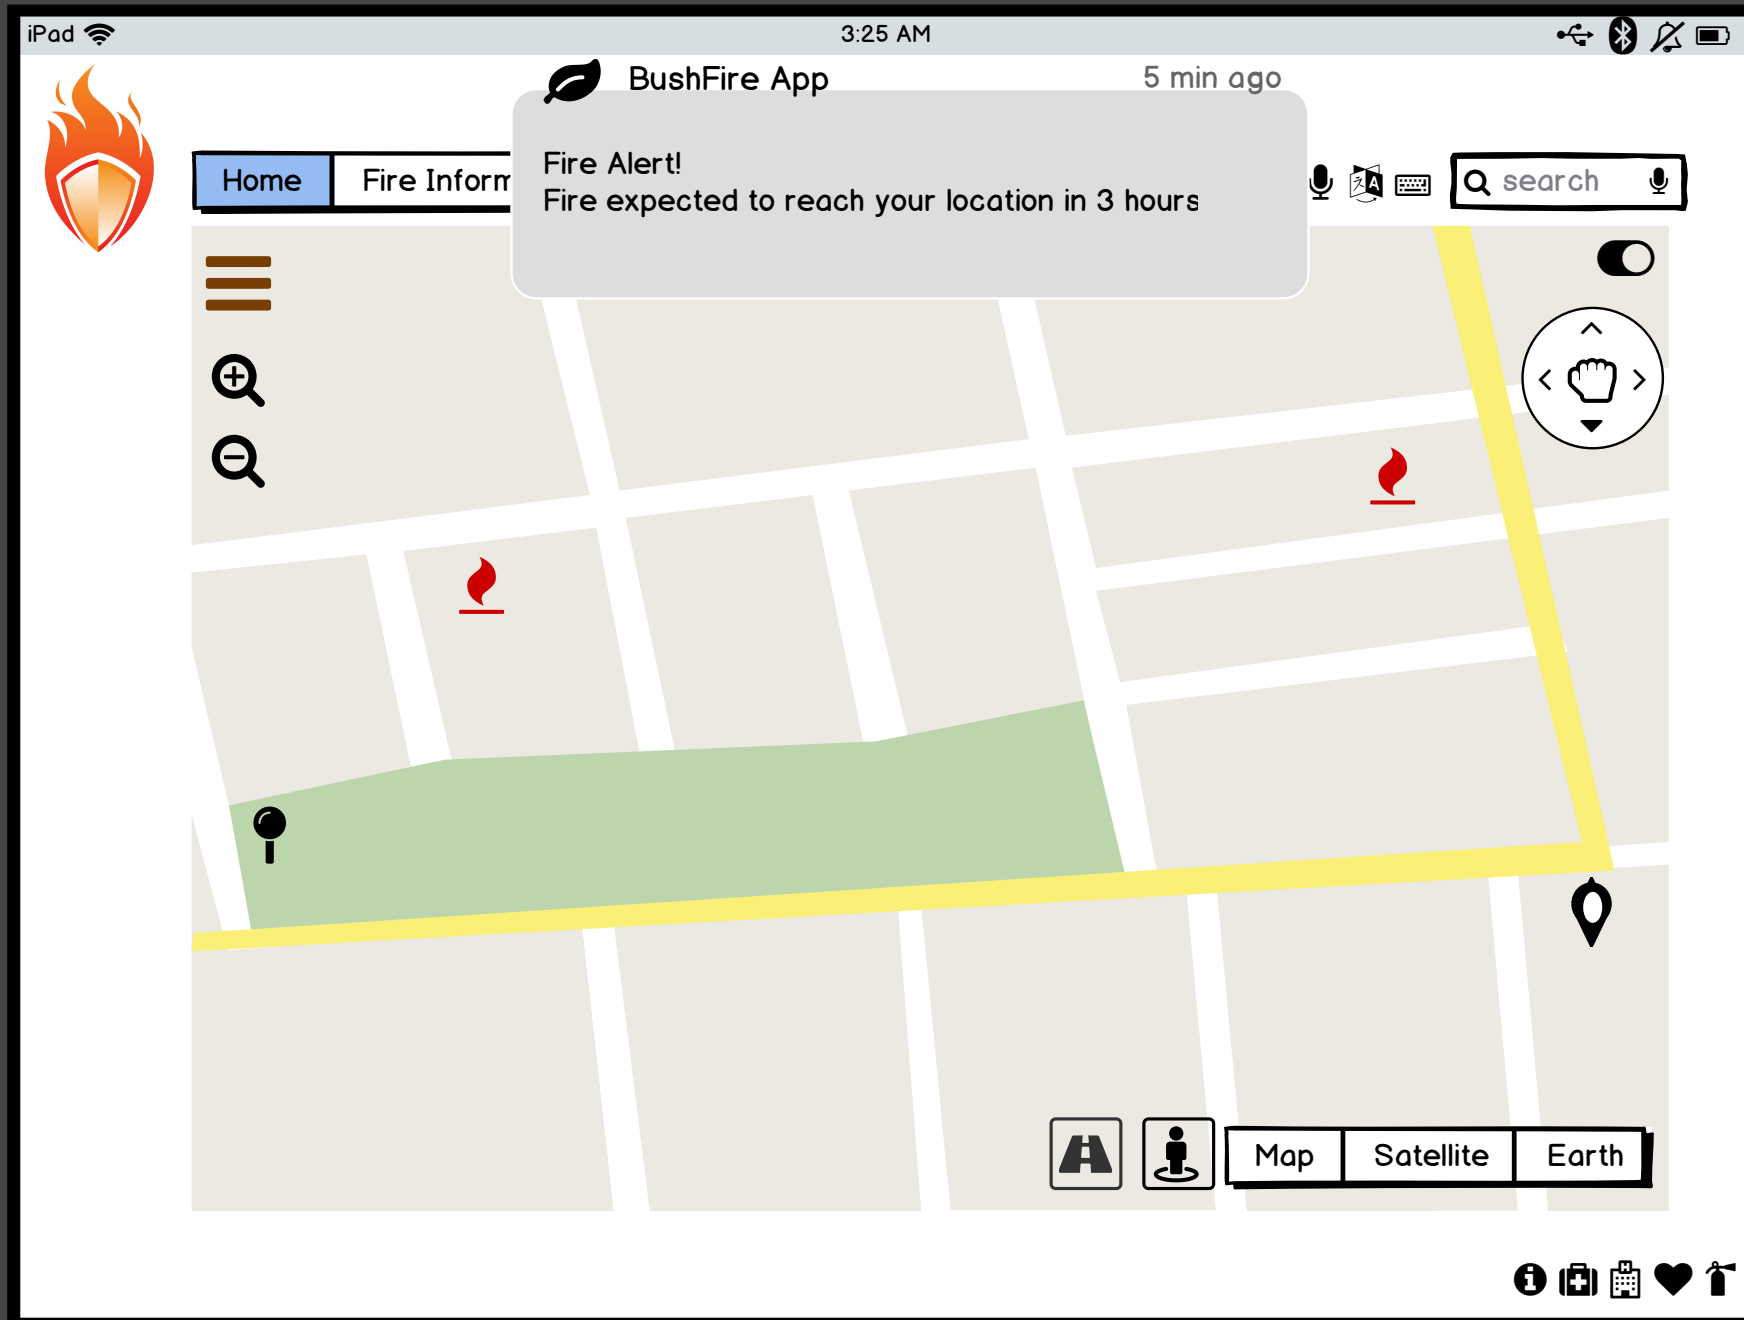 iPad
3:25 AM
BushFire App
5 min ago
Fire Alert!
Fire expected to reach your location in 3 hours
Home
Fire Inform
search
Map
Satellite
Earth